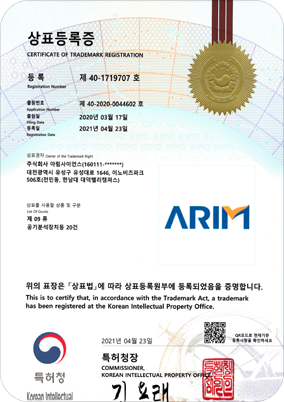 상표등록증
CERTIFICATE OF TRADEMARK REGISTRATION
등 록 제 40-1719707 호
Registration Number
출원번호 제 40-2020-0044602 호
Application Number
출원일 2020년 03월 17일
Filing Date
등록일 2021년 04월 23일
Registration Date
상표권자 Owner of the Trademark Right
주식회사 아림사이언스(160111-*******)
대전광역시 유성구 유성대로 1646, 이노비즈파크
506호(전민동, 한남대 대덕밸리캠퍼스)
상표를 사용할 상품 및 구분
List Of Goods
제 09 류
공기분석장치등 20건
ARIM
위의 표장은 「상표법」에 따라 상표등록원부에 등록되었음을 증명합니다.
This is to certify that, in accordance with the Trademark Act, a trademark
has been registered at the Korean Intellectual Property Office.
2021년 04월 23일
QR코드로 현재기준
등록사항을 확인하세요
특허청
Korean Intellectual
특허청장
COMMISSIONER,
KOREAN INTELLECTUAL PROPERTY OFFICE